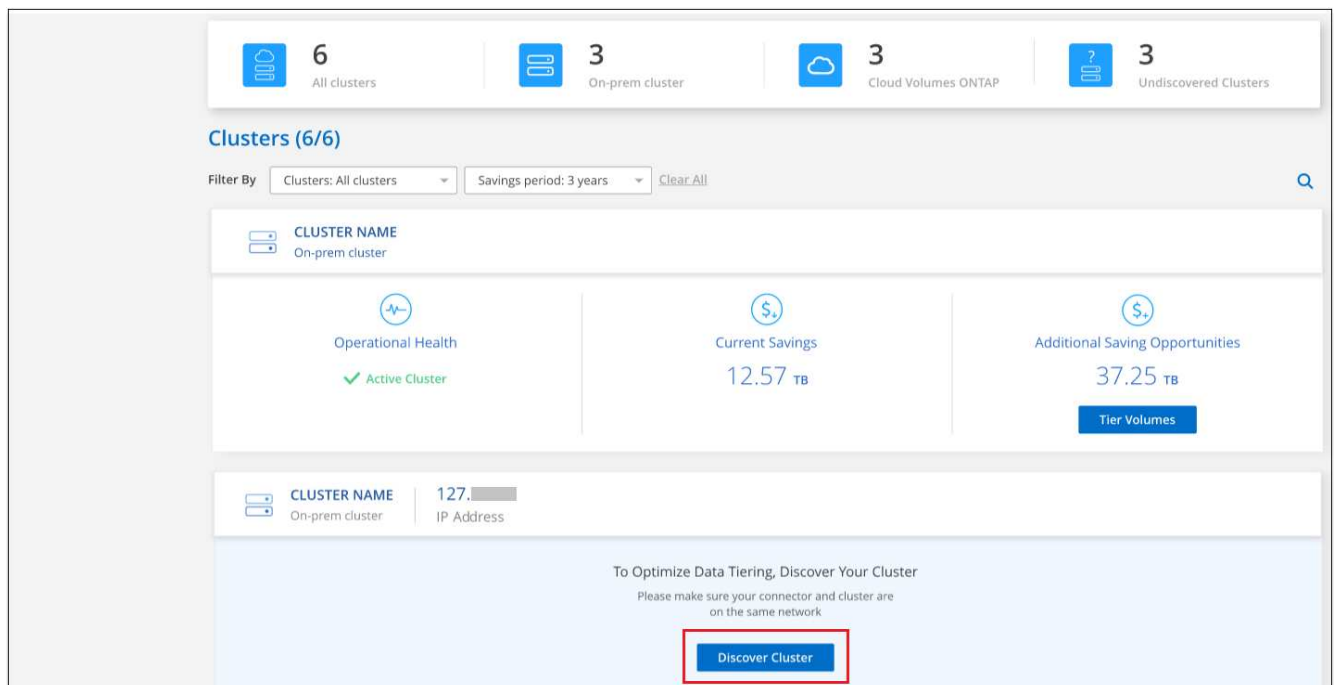 6
All clusters
3
On-prem cluster
3
Cloud Volumes ONTAP
?
3
Undiscovered Clusters
Clusters (6/6)
Filter By
Clusters: All clusters
Savings period: 3 years
Clear All
CLUSTER NAME
On-prem cluster
Operational Health
Active Cluster
$
Current Savings
12.57 TB
$+
Additional Saving Opportunities
37.25 TB
Tier Volumes
CLUSTER NAME
On-prem cluster
127.
IP Address
To Optimize Data Tiering, Discover Your Cluster
Please make sure your connector and cluster are
on the same network
Discover Cluster